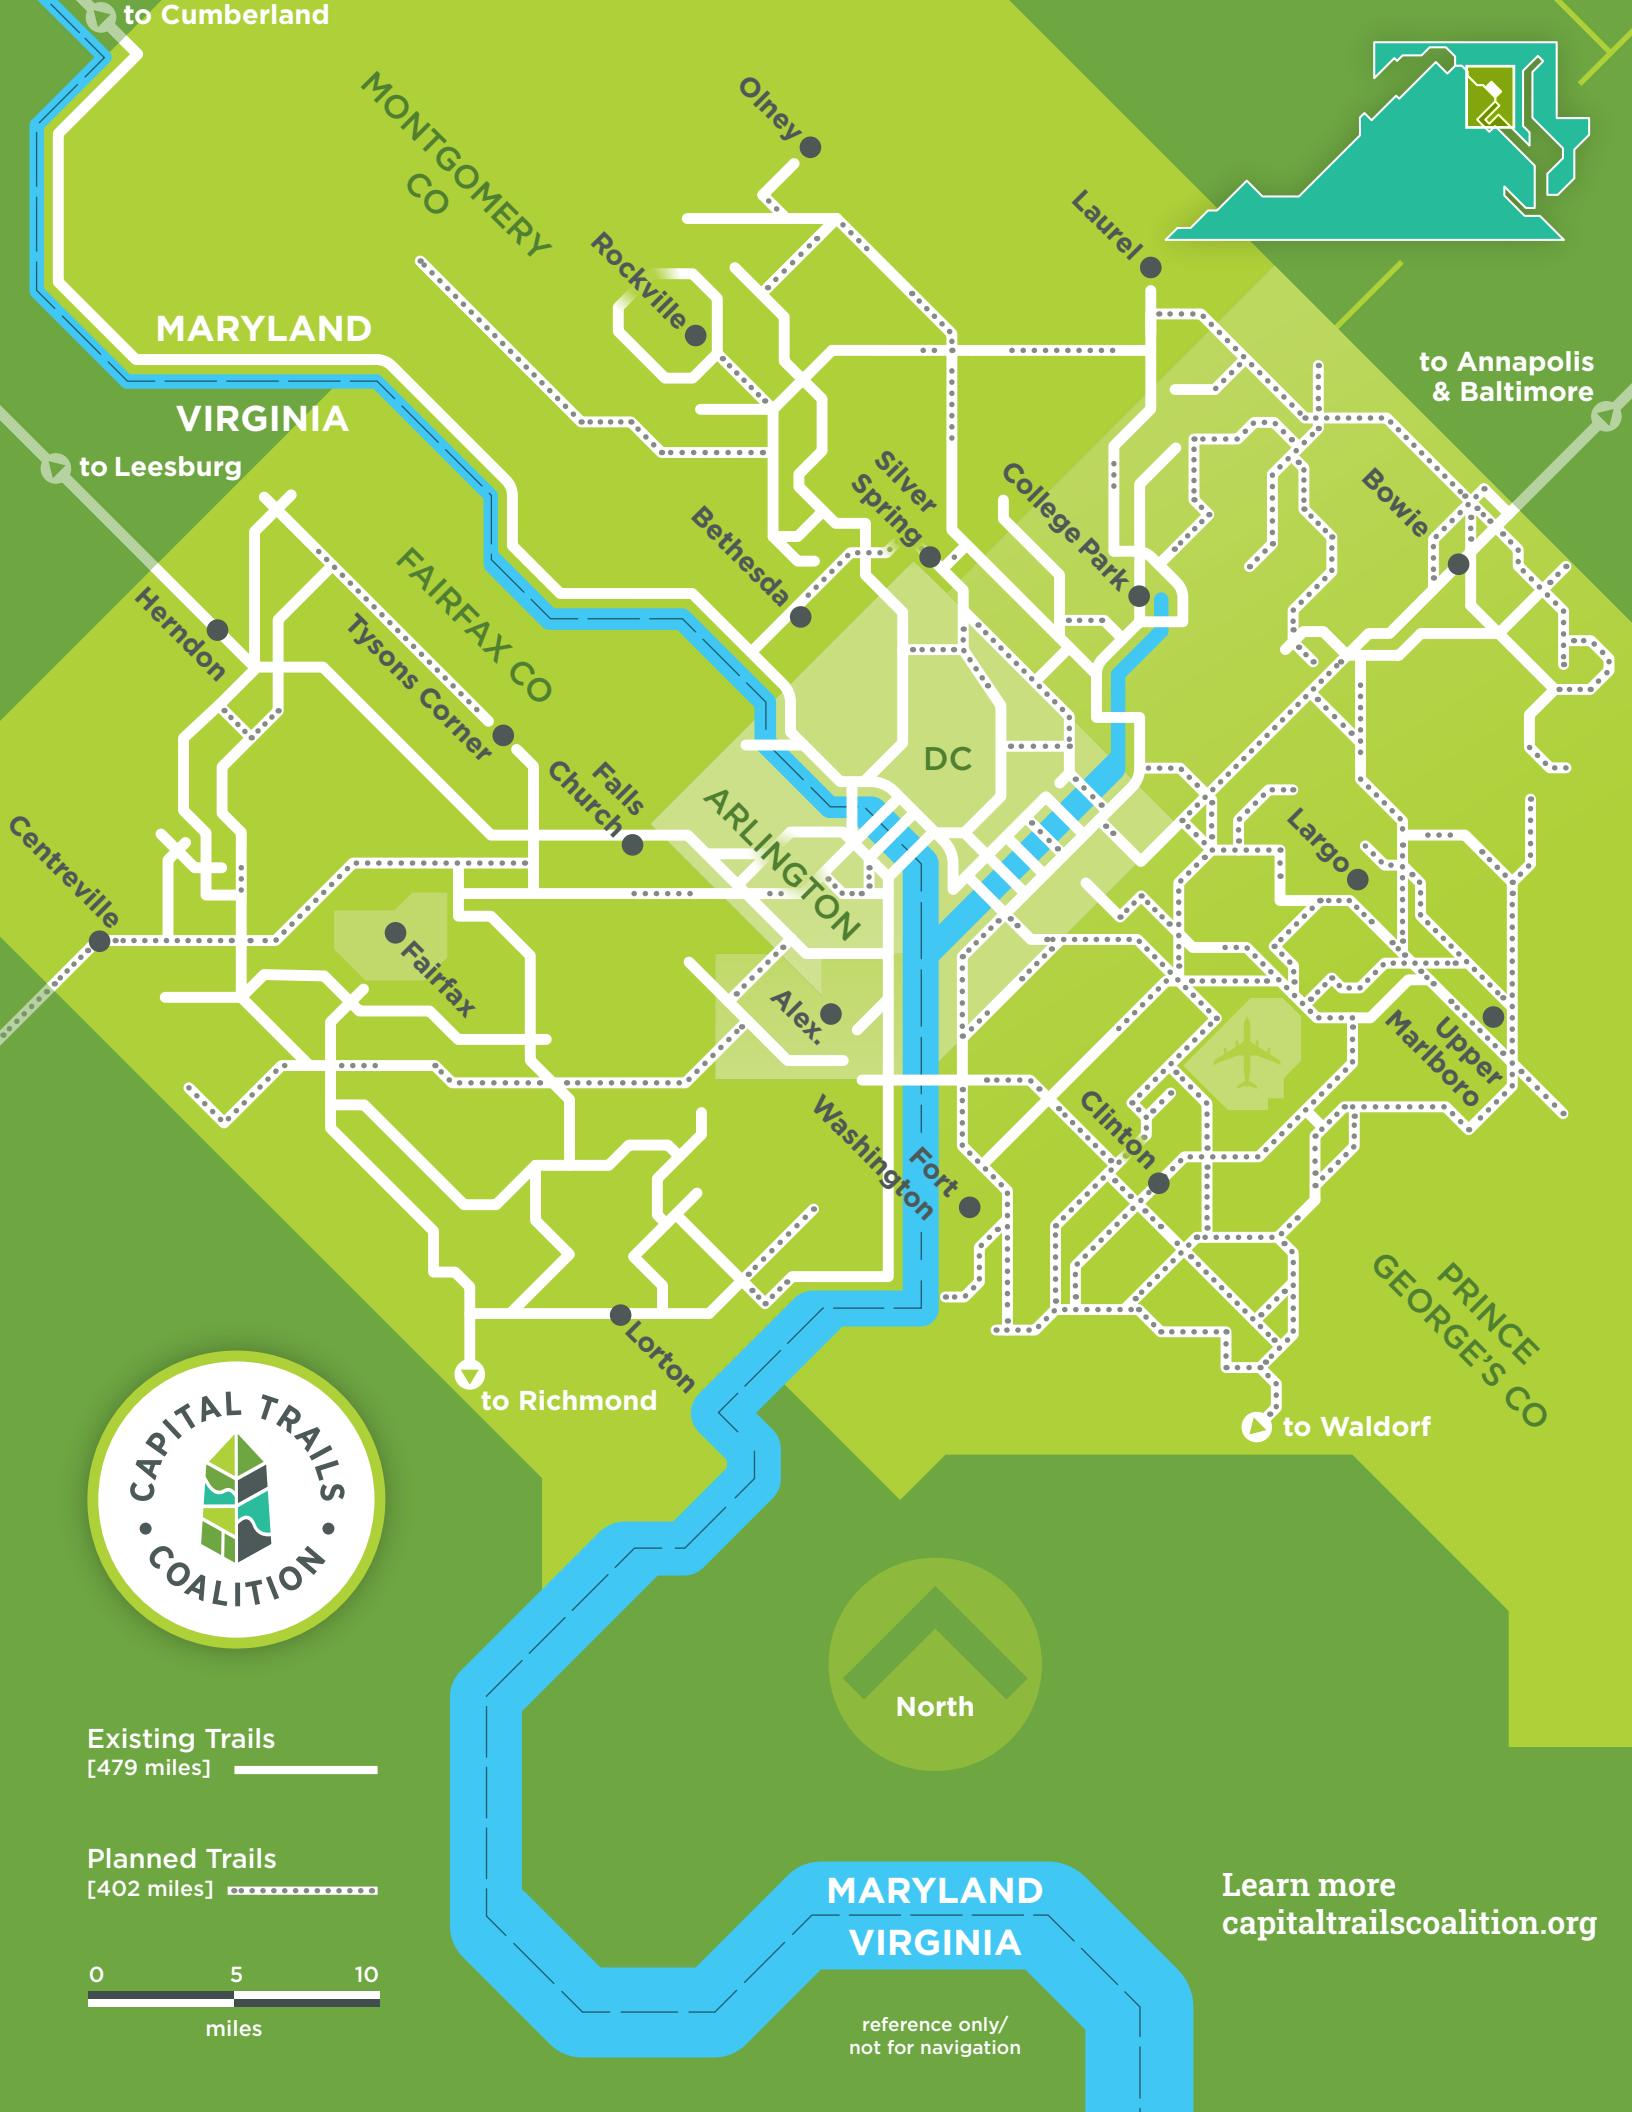 to Cumberland
MONTGOMERY
CO
Olney
Laurel
Rockville
MARYLAND
VIRGINIA
to Leesburg
to Annapolis
& Baltimore
Silver
Spring
College Park
Bowie
Bethesda
FAIRFAX CO
Herndon
Tysons Corner
DC
Falls
Church
ARLINGTON
Largo
Centreville
Fairfax
Alex.
Upper
Marlboro
Clinton
Fort
Washington
PRINCE
GEORGE'S CO
Lorton
to Richmond
to Waldorf
CAPITAL TRAILS
COALITION
North
Existing Trails
[479 miles]
Planned Trails
[402 miles]
0 5 10
miles
MARYLAND
VIRGINIA
reference only/
not for navigation
Learn more
capitaltrailscoalition.org